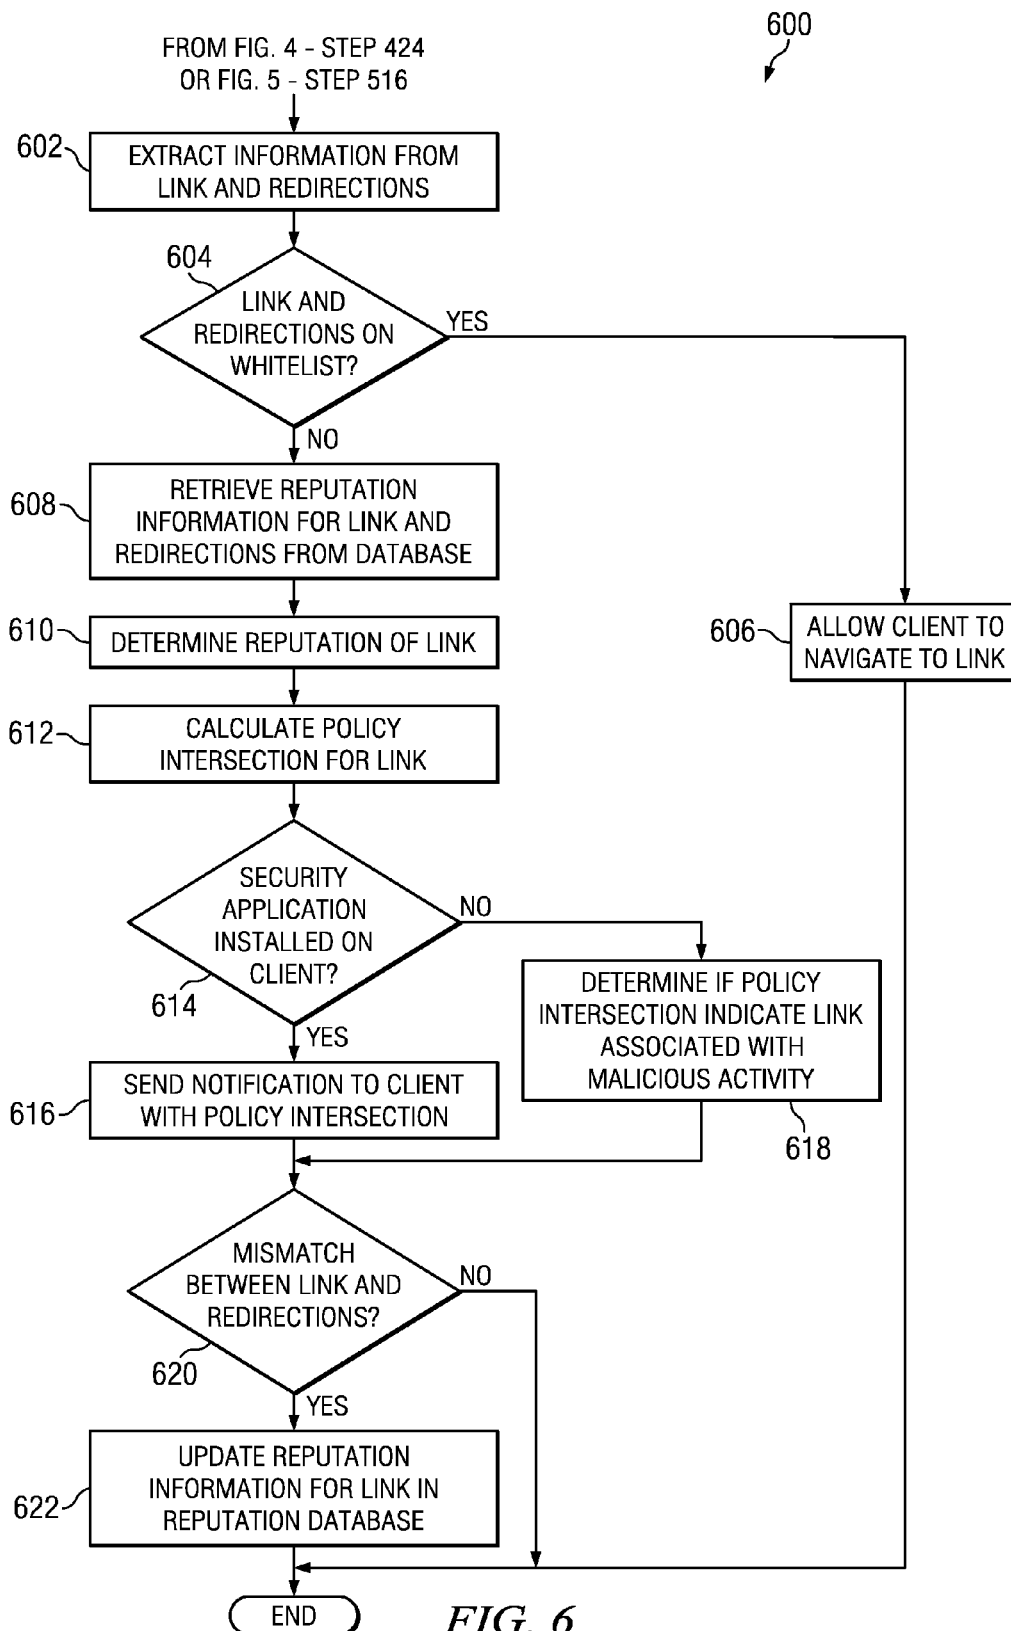 600
FROM FIG. 4 - STEP 424
OR FIG. 5 - STEP 516
602
EXTRACT INFORMATION FROM
LINK AND REDIRECTIONS
604
LINK AND
REDIRECTIONS ON
WHITELIST?
YES
NO
608
RETRIEVE REPUTATION
INFORMATION FOR LINK AND
REDIRECTIONS FROM DATABASE
610
DETERMINE REPUTATION OF LINK
606
ALLOW CLIENT TO
NAVIGATE TO LINK
612
CALCULATE POLICY
INTERSECTION FOR LINK
SECURITY
APPLICATION
INSTALLED ON
CLIENT?
614
NO
YES
DETERMINE IF POLICY
INTERSECTION INDICATE LINK
ASSOCIATED WITH
MALICIOUS ACTIVITY
618
616
SEND NOTIFICATION TO CLIENT
WITH POLICY INTERSECTION
MISMATCH
BETWEEN LINK AND
REDIRECTIONS?
620
NO
YES
622
UPDATE REPUTATION
INFORMATION FOR LINK IN
REPUTATION DATABASE
END
FIG. 6